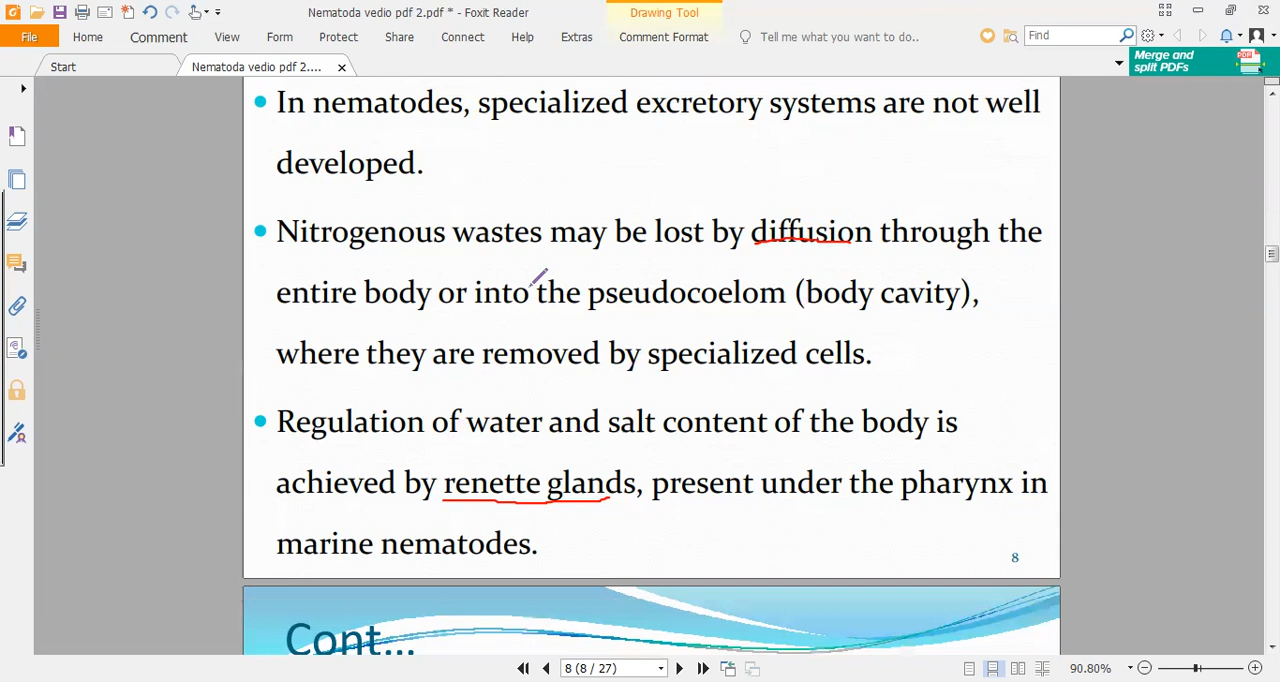 Nematoda vedio pdf 2.pdf * - Foxit Reader
Drawing Tool
File Home Comment View Form Protect Share Connect Help Extras Comment Format Tell me what you want to do.. Find
Start Nematoda vedio pdf 2.... Merge and
split PDFs
In nematodes, specialized excretory systems are not well
developed.
Nitrogenous wastes may be lost by diffusion through the
entire body or into the pseudocoelom (body cavity),
where they are removed by specialized cells.
Regulation of water and salt content of the body is
achieved by renette glands, present under the pharynx in
marine nematodes.
8
Cont...
8 (8 / 27) 90.80%